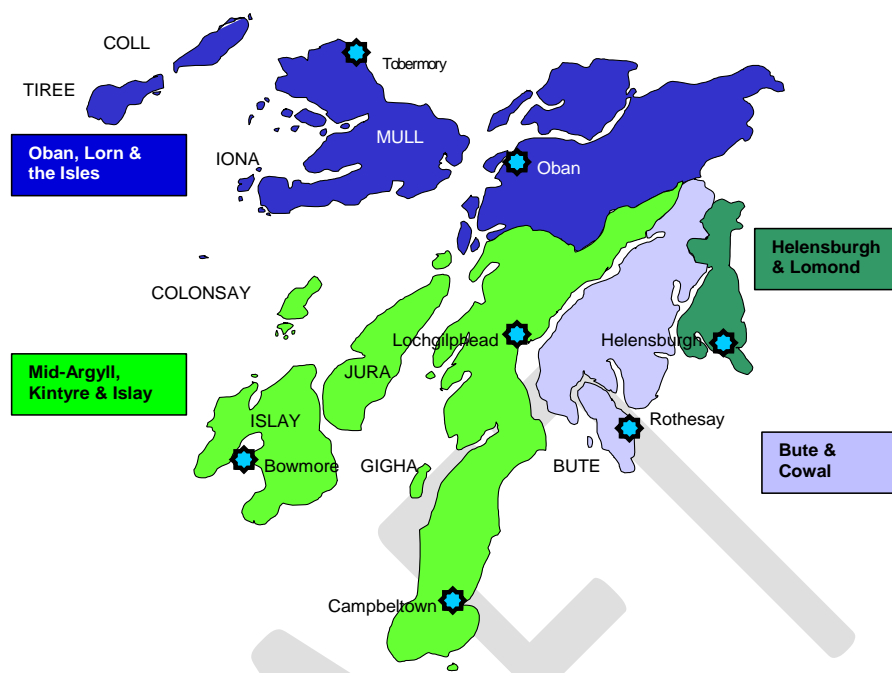 COLL
Tobermory
TIREE
MULL
Oban, Lorn &
the Isles
IONA
Oban
Helensburgh
& Lomond
COLONSAY
Lochgilphead
Helensburgh
Mid-Argyll,
Kintyre & Islay
JURA
ISLAY
Rothesay
Bowmore
GIGHA
BUTE
Bute &
Cowal
Campbeltown